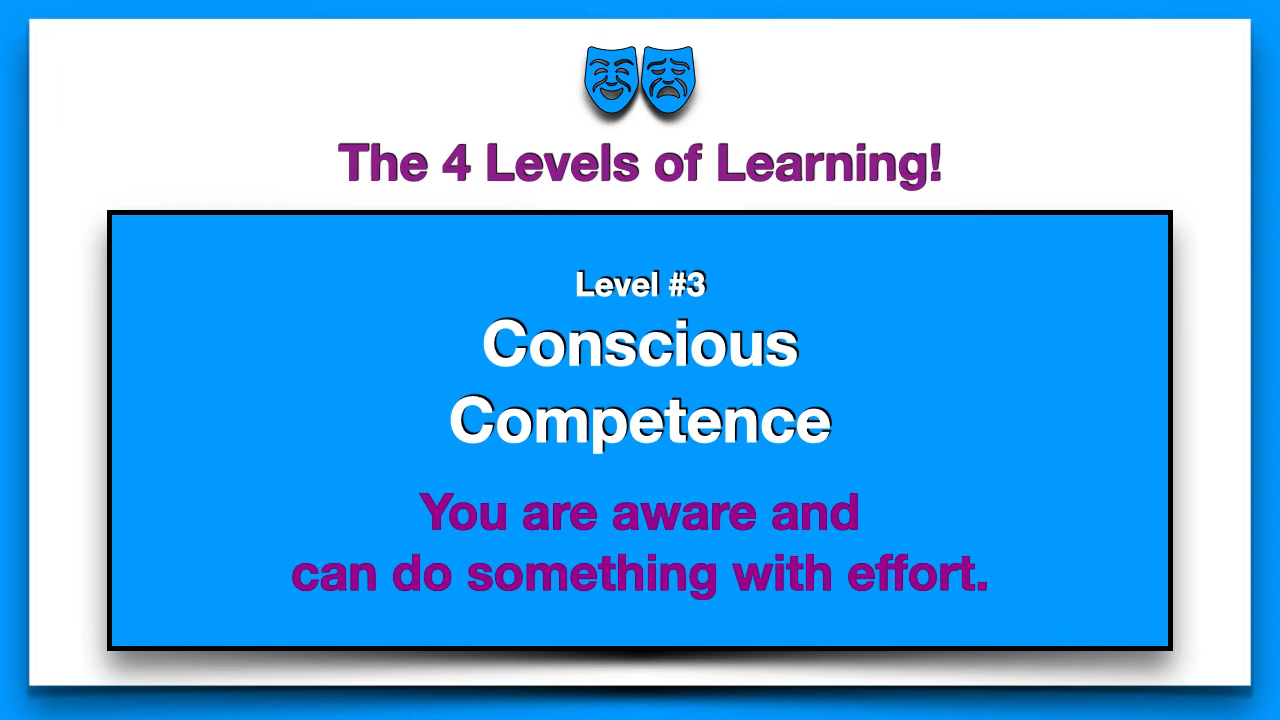 The 4 Levels of Learning!
Level #3
Conscious
Competence
You are aware and
can do something with effort.